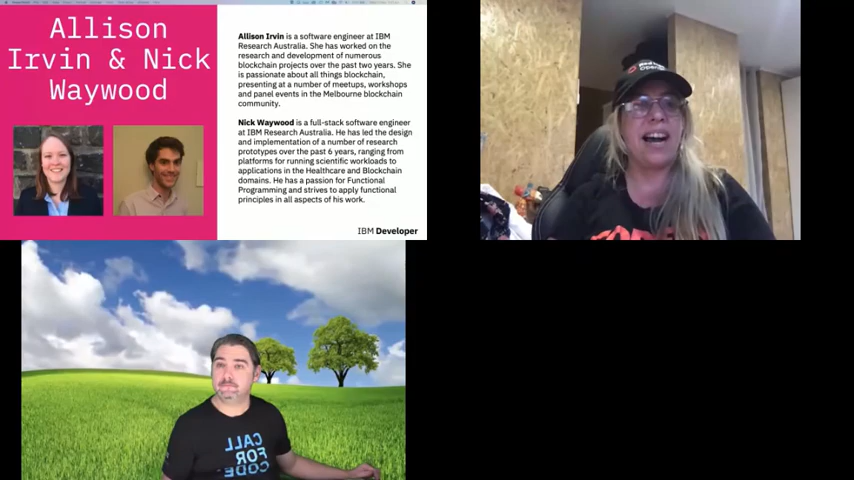 Allison
Irvin & Nick
Waywood
Allison Irvin is a software engineer at IBM
Research Australia. She has worked on the
research and development of numerous
blockchain projects over the past two years. She
is passionate about all things blockchain,
presenting at a number of meetups, workshops
and panel events in the Melbourne blockchain
community.
Nick Waywood is a full-stack software engineer
at IBM Research Australia. He has led the design
and implementation of a number of research
prototypes over the past 6 years, ranging from
platforms for running scientific workloads to
applications in the Healthcare and Blockchain
domains. He has a passion for Functional
Programming and strives to apply functional
principles in all aspects of his work.
IBM Developer
CALL
FOR
CODE